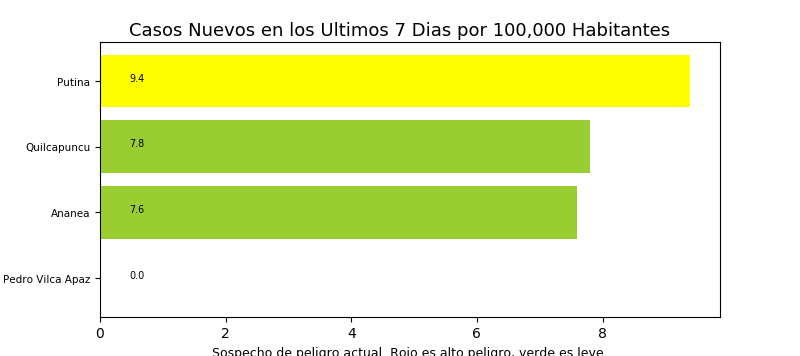 Casos Nuevos en los Ultimos 7 Dias por 100,000 Habitantes
Putina 9.4
Quilcapuncu 7.8
Ananea 7.6
Pedro Vilca Apaz 0.0
0 2 4 6 8
Sospecho de peligro actual. Rojo es alto peligro, verde es leve